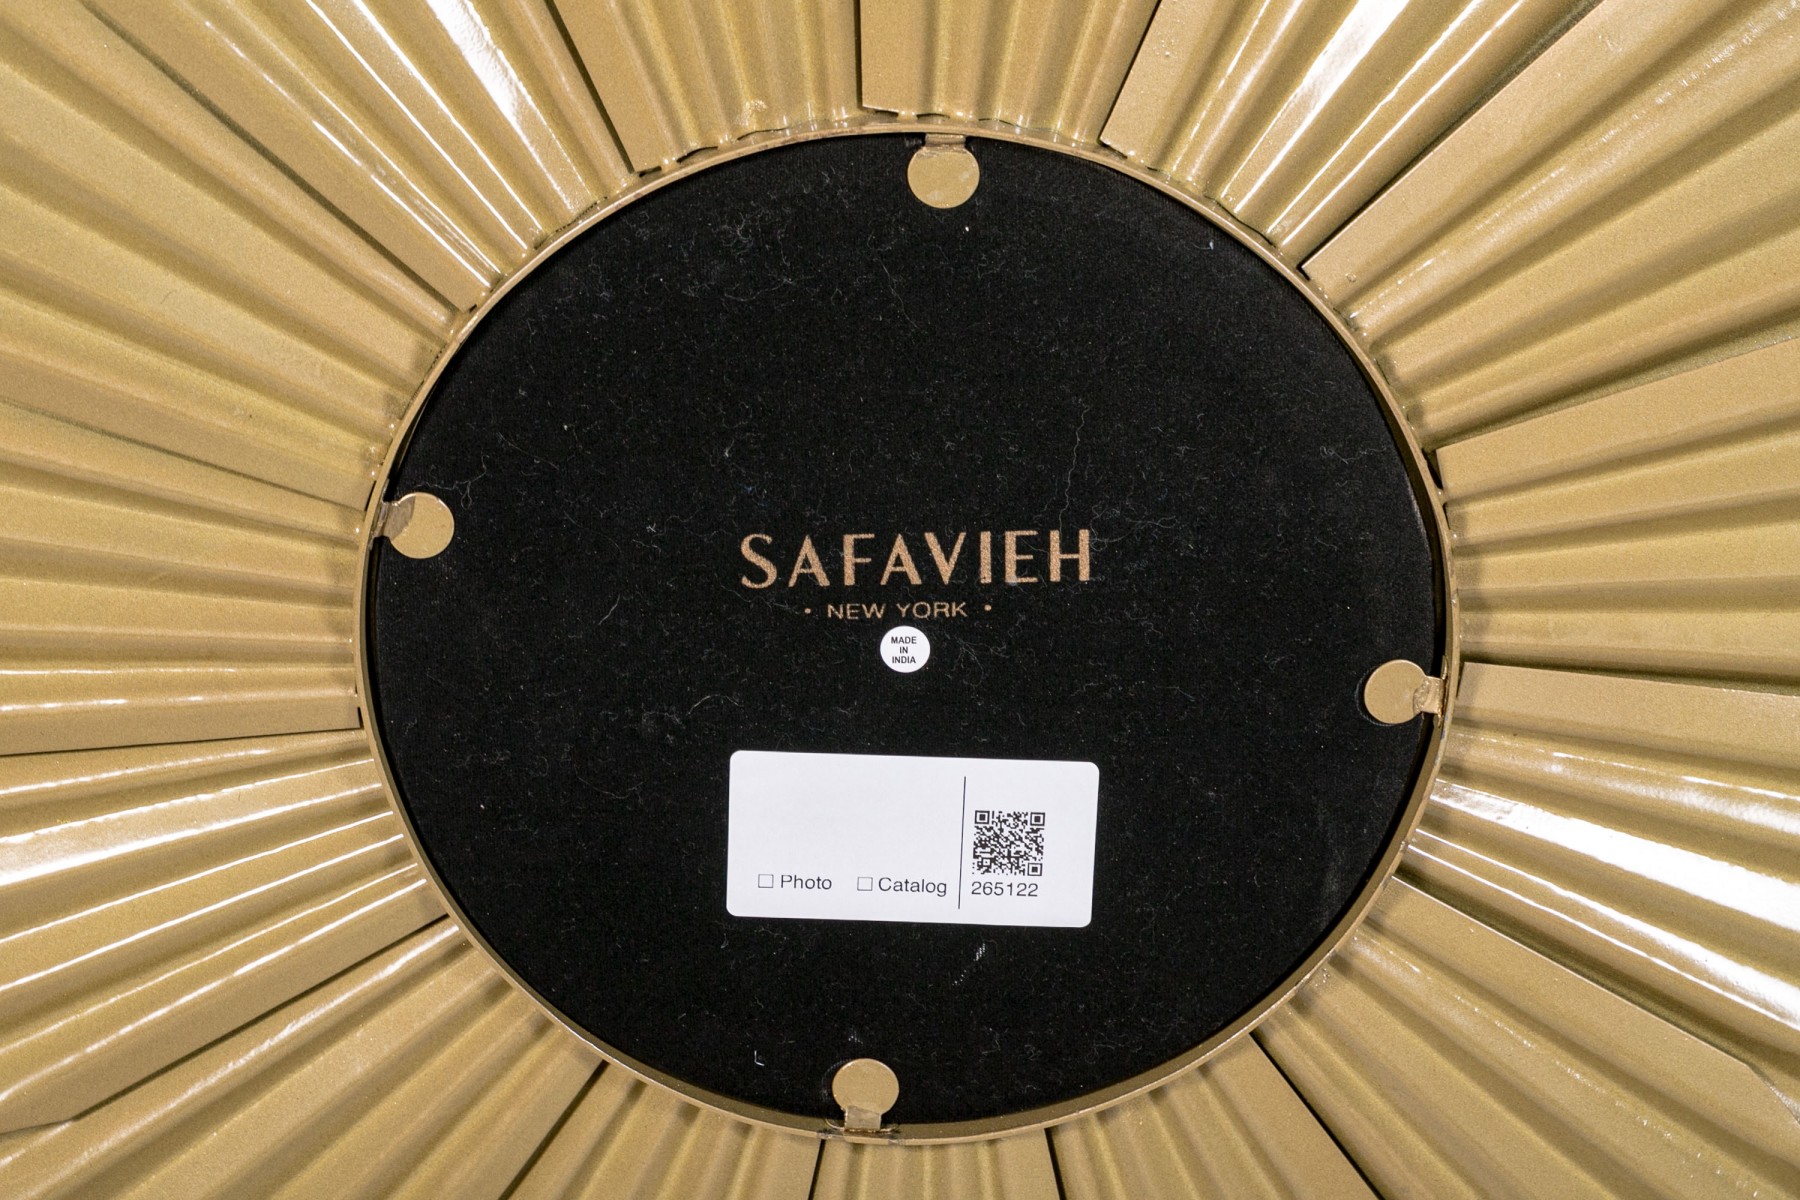 SAFAVIEH
• NEW YORK •
MADE
IN
INDIA
☐ Photo ☐ Catalog
265122